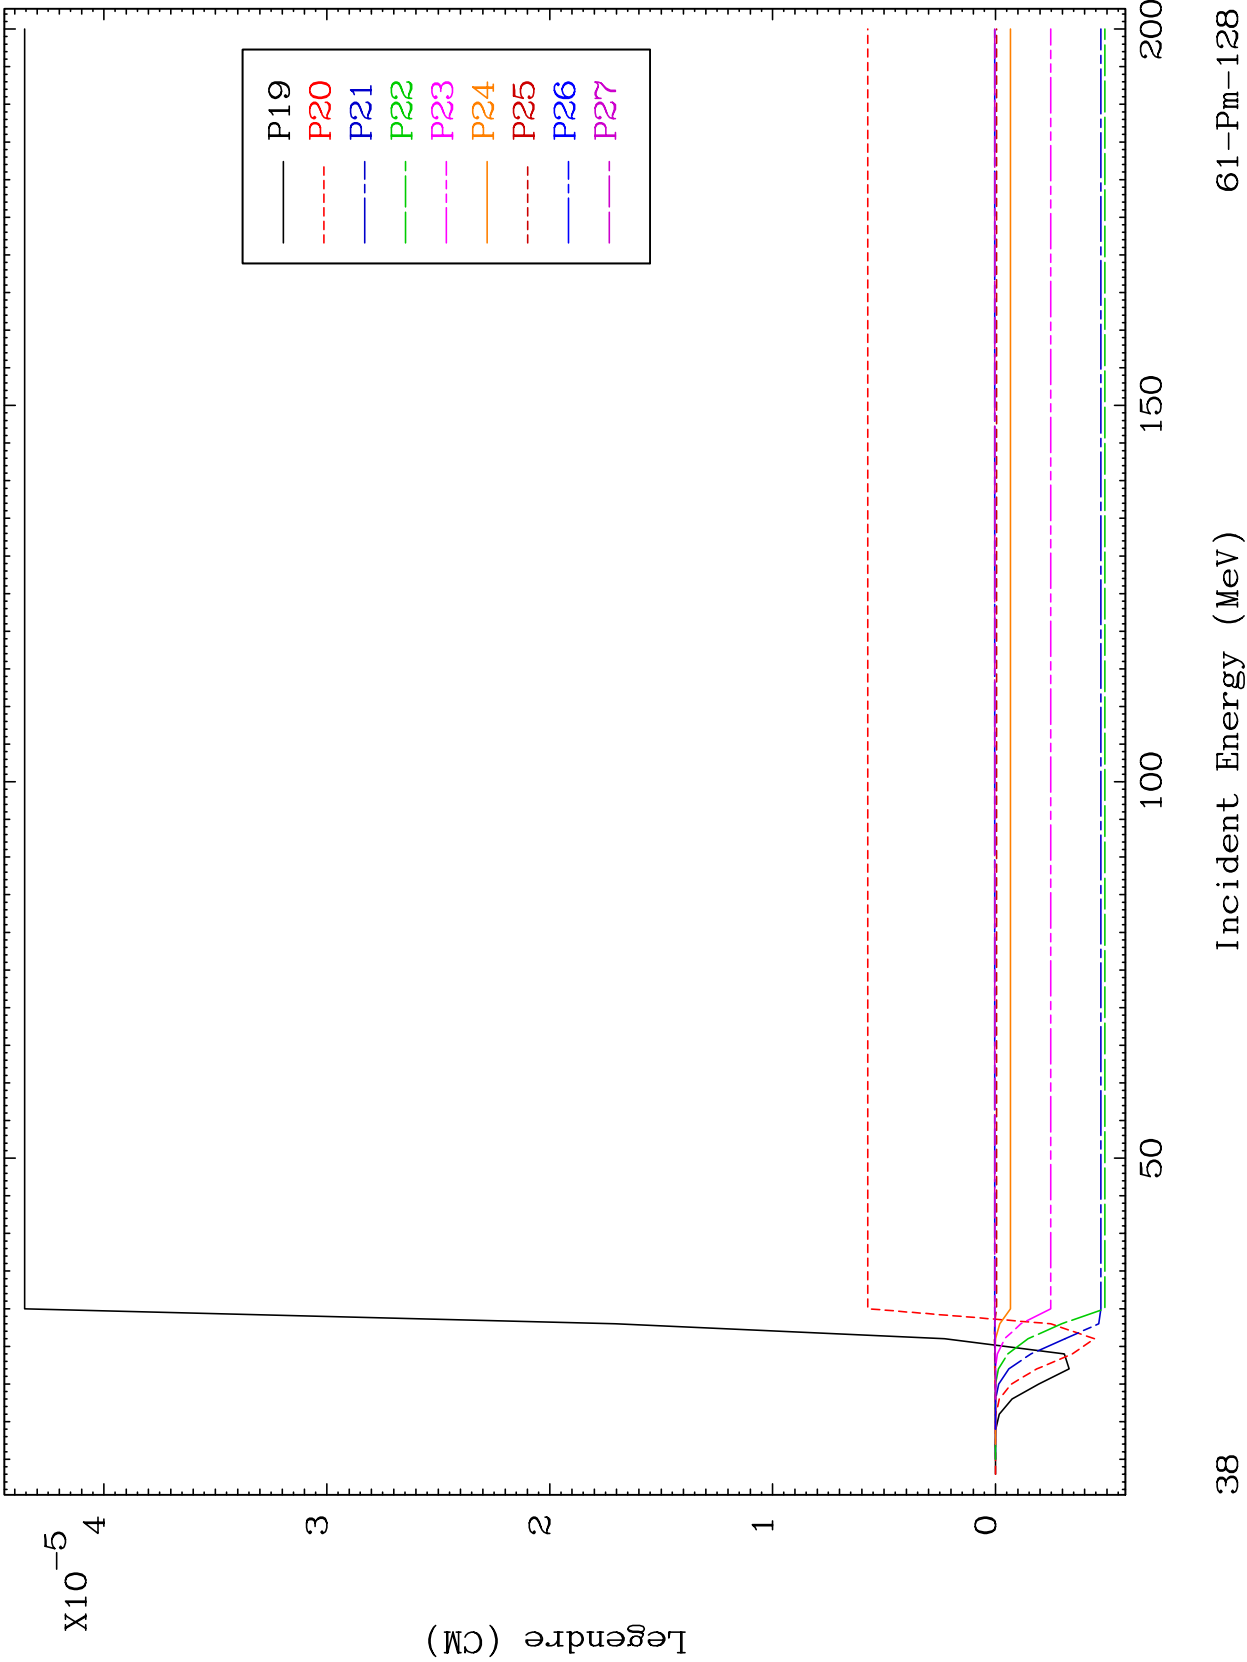 X10-5
4
3
2
1
0
Legendre (CM)
P19
P20
P21
P22
P23
P24
P25
P26
P27
50
100
150
200
38
Incident Energy (MeV)
61-Pm-128